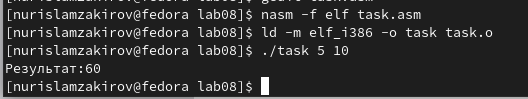 [nurislamzakirov@fedora lab08]$ nasm -f elf task.asm
[nurislamzakirov@fedora lab08]$ ld -m elf_i386 -o task task.o
[nurislamzakirov@fedora lab08]$ ./task 5 10
Результат:60
[nurislamzakirov@fedora lab08]$